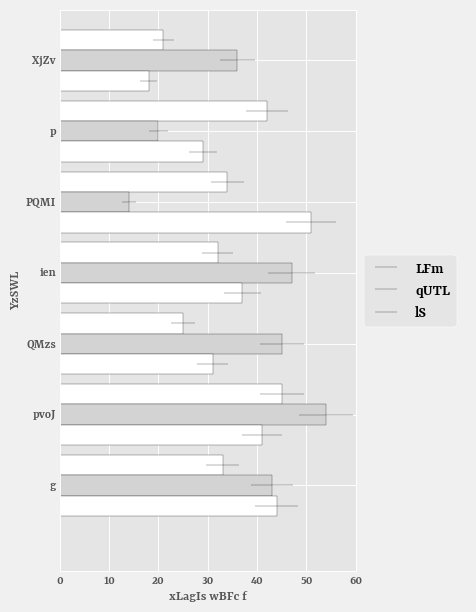 XjZv
p
PQMI
ien
QMzs
pvoJ
g
YzSWL
0 10 20 30 40 50 60
xLagIs wBFc f
LFm
qUTL
lS